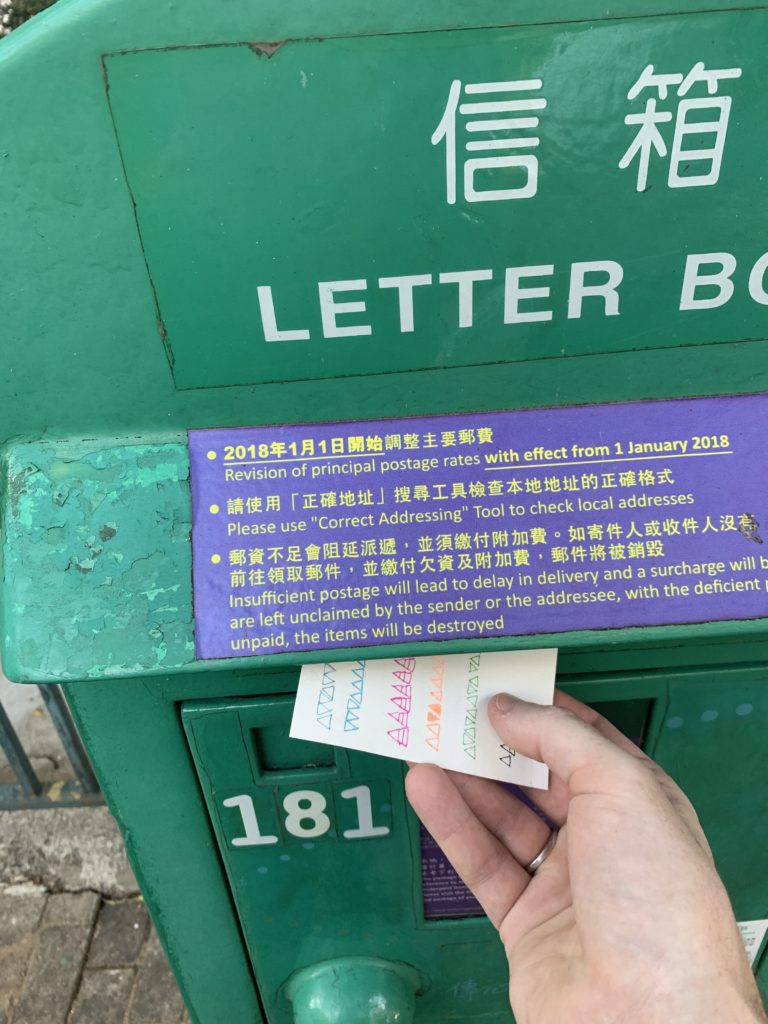 信箱
LETTER
• 2018年1月1日開始調整主要郵費
Revision of principal postage rates with effect from 1 January 2018
• 請使用「正確地址」搜尋工具檢查本地地址的正確格式
Please use "Correct Addressing" Tool to check local addresses
• 郵資不足會阻延派遞，並須繳付附加費。如寄件人或收件人沒有
前往領取郵件，並繳付欠資及附加費，郵件將被銷毀
Insufficient postage will lead to delay in delivery and a surcharge will
are left unclaimed by the sender or the addressee, with the deficient
unpaid, the items will be destroyed
181